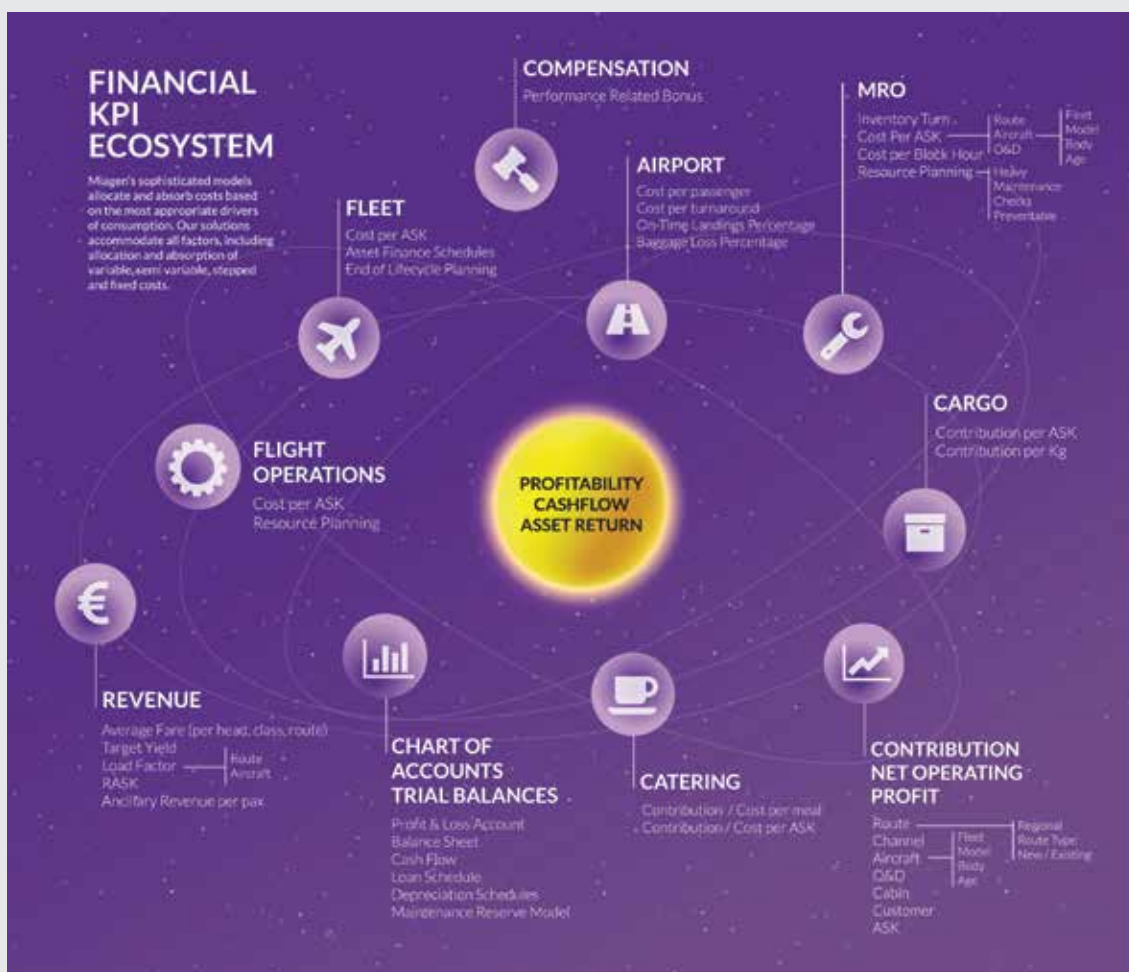 FINANCIAL
KPI
ECOSYSTEM
Miagen's sophisticated models
allocate and absorb costs based
on the most appropriate drivers
of consumption. Our solutions
accommodate all factors, including
allocation and absorption of
variable, semi variable, stepped
and fixed costs.
COMPENSATION
Performance Related Bonus
MRO
Inventory Turn
Cost Per ASK
Cost per Block Hour
Resource Planning
Route
Aircraft
O&D
Fleet
Model
Body
Age
Heavy
Maintenance
Checks
Preventable
FLEET
Cost per ASK
Asset Finance Schedules
End of Lifecycle Planning
AIRPORT
Cost per passenger
Cost per turnaround
On-Time Landings Percentage
Baggage Loss Percentage
CARGO
Contribution per ASK
Contribution per Kg
FLIGHT
OPERATIONS
Cost per ASK
Resource Planning
PROFITABILITY
CASHFLOW
ASSET RETURN
€
REVENUE
Average Fare (per head, class, route)
Target Yield
Load Factor
RASK
Ancillary Revenue per pax
Route
Aircraft
CHART OF
ACCOUNTS
TRIAL BALANCES
Profit & Loss Account
Balance Sheet
Cash Flow
Loan Schedule
Depreciation Schedules
Maintenance Reserve Model
CATERING
Contribution / Cost per meal
Contribution / Cost per ASK
CONTRIBUTION
NET OPERATING
PROFIT
Route
Channel
Aircraft
O&D
Cabin
Customer
ASK
Fleet
Model
Body
Age
Regional
Route Type
New / Existing